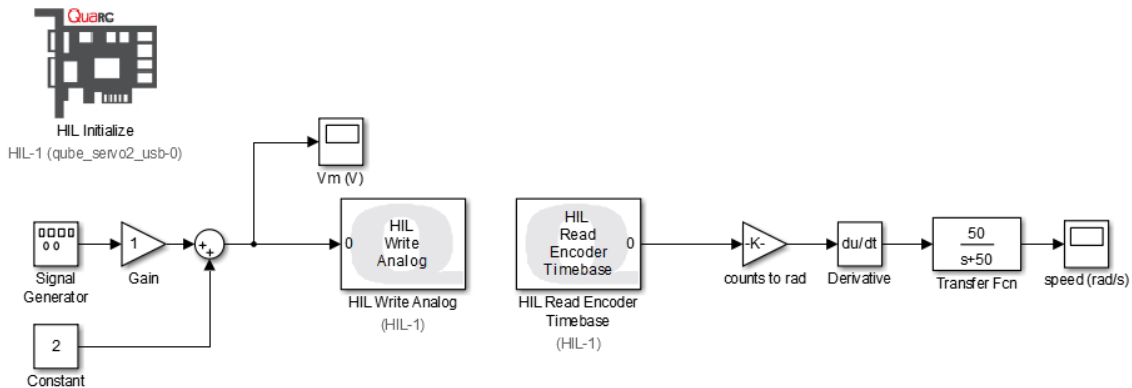 QUARC
HIL Initialize
HIL-1 (qube_servo2_usb-0)
Vm (V)
Signal
Generator
1
Gain
+
+
0
HIL
Write
Analog
HIL Write Analog
(HIL-1)
HIL
Read
Encoder
Timebase
0
HIL Read Encoder
Timebase
(HIL-1)
-K-
counts to rad
du/dt
Derivative
50
s+50
Transfer Fcn
speed (rad/s)
2
Constant